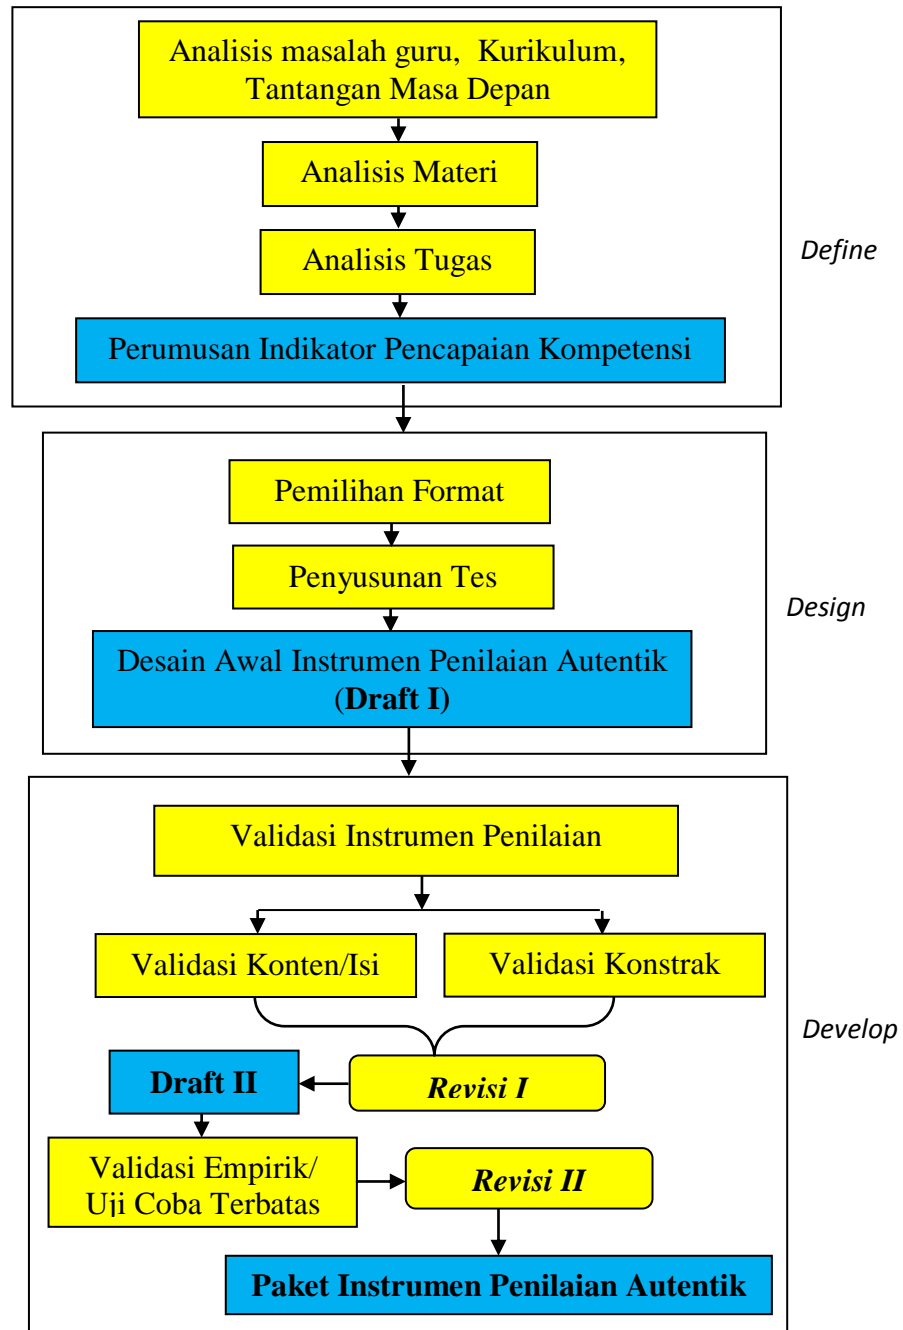 Analisis masalah guru, Kurikulum,
Tantangan Masa Depan
Analisis Materi
Analisis Tugas
Define
Perumusan Indikator Pencapaian Kompetensi
Pemilihan Format
Penyusunan Tes
Design
Desain Awal Instrumen Penilaian Autentik
(Draft I)
Validasi Instrumen Penilaian
Validasi Konten/Isi
Validasi Konstrak
Develop
Draft II
Revisi I
Validasi Empirik/
Uji Coba Terbatas
Revisi II
Paket Instrumen Penilaian Autentik